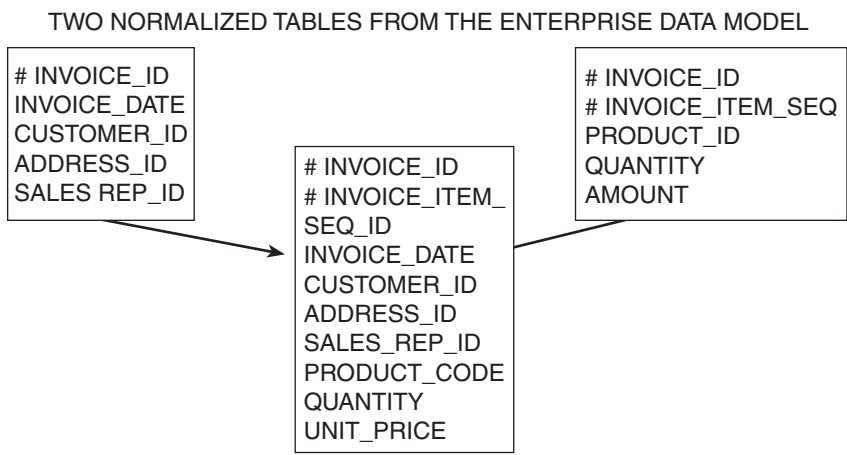 TWO NORMALIZED TABLES FROM THE ENTERPRISE DATA MODEL
# INVOICE_ID
INVOICE_DATE
CUSTOMER_ID
ADDRESS_ID
SALES REP_ID
# INVOICE_ID
# INVOICE_ITEM_SEQ
PRODUCT_ID
QUANTITY
AMOUNT
# INVOICE_ID
# INVOICE_ITEM_
SEQ_ID
INVOICE_DATE
CUSTOMER_ID
ADDRESS_ID
SALES_REP_ID
PRODUCT_CODE
QUANTITY
UNIT_PRICE